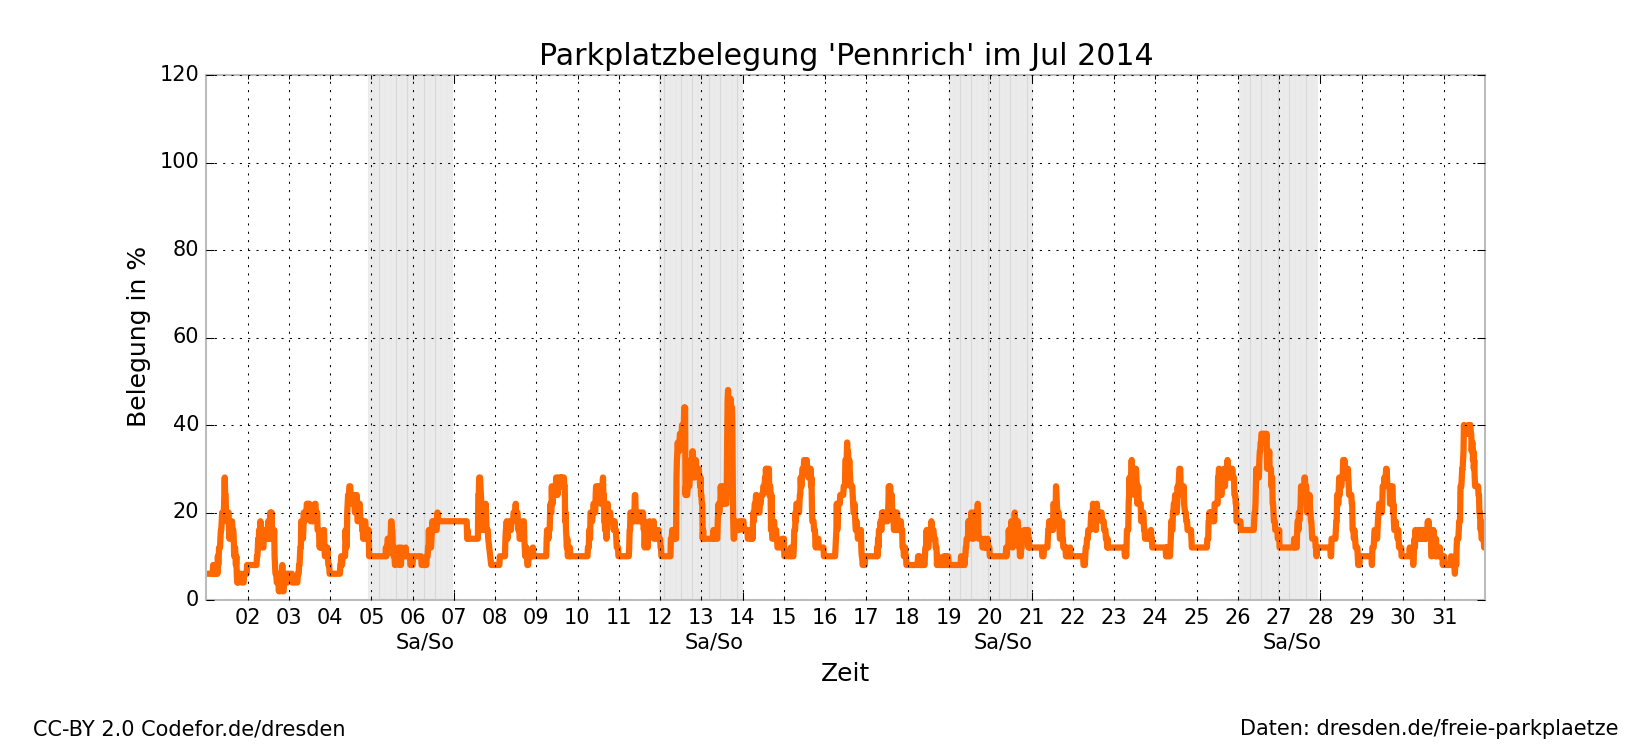 Parkplatzbelegung 'Pennrich' im Jul 2014
120
100
80
60
40
20
0
Belegung in %
02 03 04 05 06 07 08 09 10 11 12 13 14 15 16 17 18 19 20 21 22 23 24 25 26 27 28 29 30 31
Sa/So Sa/So Sa/So Sa/So
Zeit
CC-BY 2.0 Codefor.de/dresden
Daten: dresden.de/freie-parkplaetze